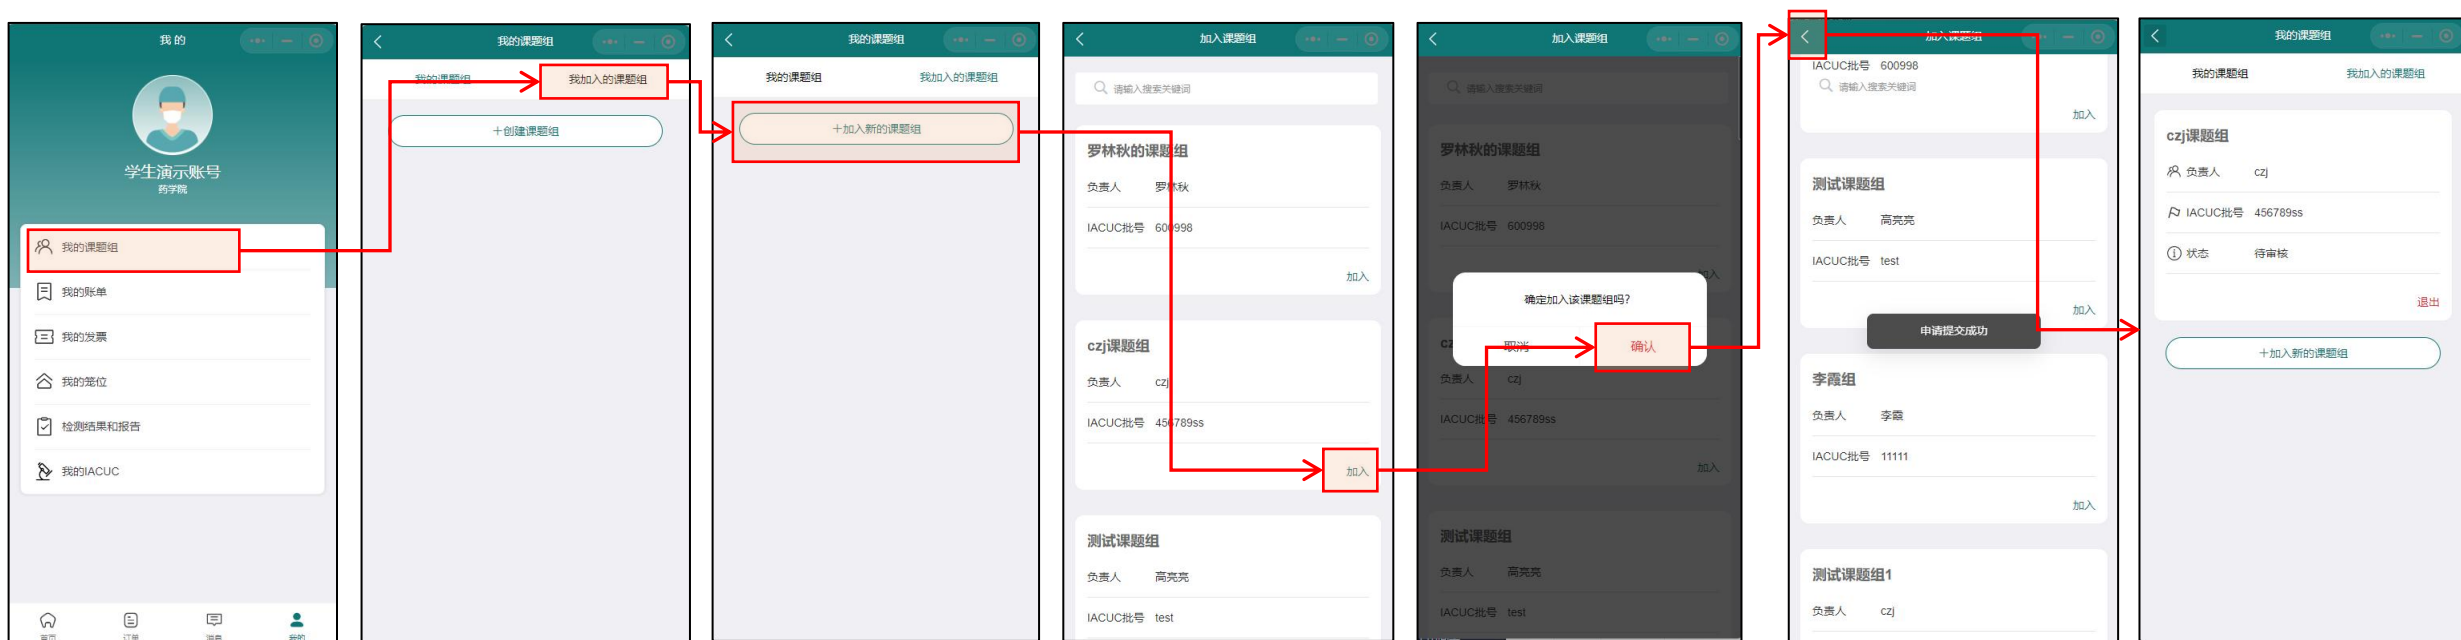 我的
学生演示账号
药学院
我的课题组
我的账单
我的发票
我的笼位
检测结果和报告
我的IACUC
首页
订单
消息
我的
我的课题组
我的课题组
我加入的课题组
+创建课题组
我的课题组
我的课题组
我加入的课题组
+加入新的课题组
加入课题组
请输入搜索关键词
罗林秋的课题组
负责人 罗林秋
IACUC批号 600998
加入
czj课题组
负责人 czj
IACUC批号 456789ss
加入
测试课题组
负责人 高亮亮
IACUC批号 test
加入课题组
请输入搜索关键词
罗林秋的课题组
负责人 罗林秋
IACUC批号 600998
加入
确定加入该课题组吗?
取消
确认
负责人 czj
IACUC批号 456789ss
加入
测试课题组
负责人 高亮亮
IACUC批号 test
加入课题组
IACUC批号 600998
请输入搜索关键词
加入
测试课题组
负责人 高亮亮
IACUC批号 test
加入
申请提交成功
李霞组
负责人 李霞
IACUC批号 11111
加入
测试课题组1
负责人 czj
我的课题组
我的课题组
我加入的课题组
czj课题组
负责人 czj
IACUC批号 456789ss
状态 待审核
退出
+加入新的课题组